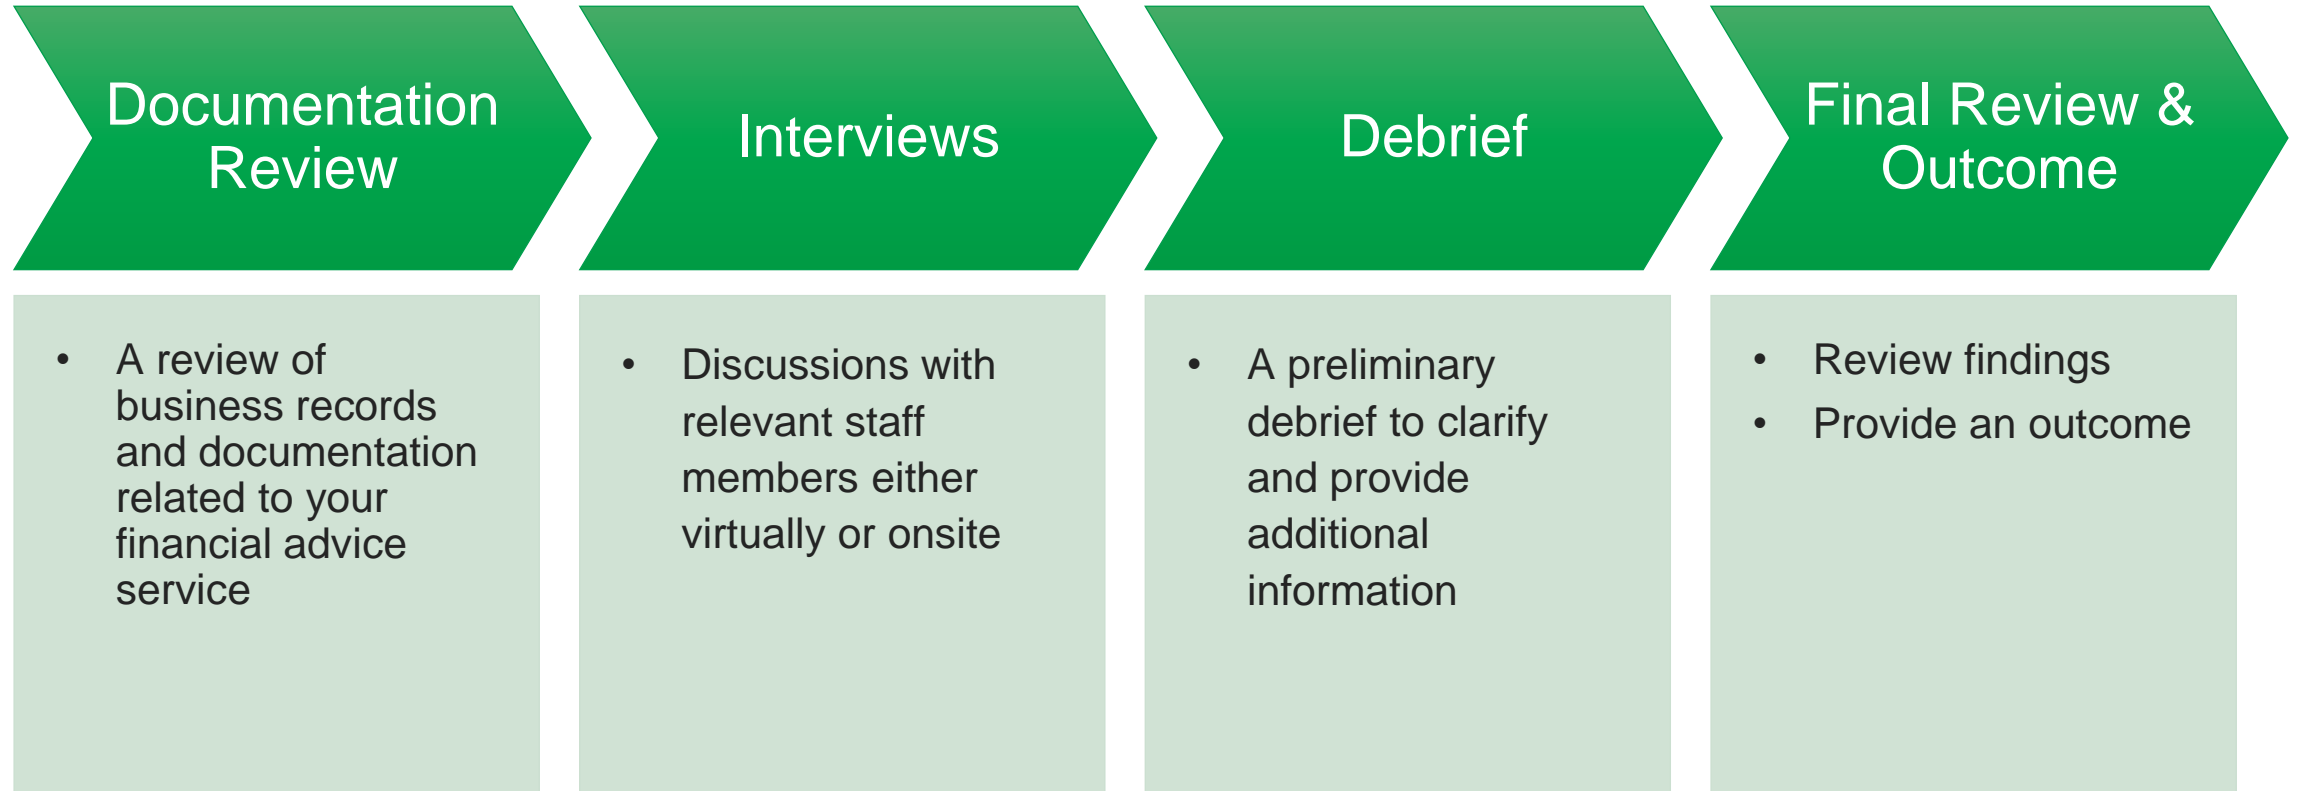 Documentation
Review
• A review of
business records
and documentation
related to your
financial advice
service
Interviews
• Discussions with
relevant staff
members either
virtually or onsite
Debrief
• A preliminary
debrief to clarify
and provide
additional
information
Final Review &
Outcome
• Review findings
• Provide an outcome